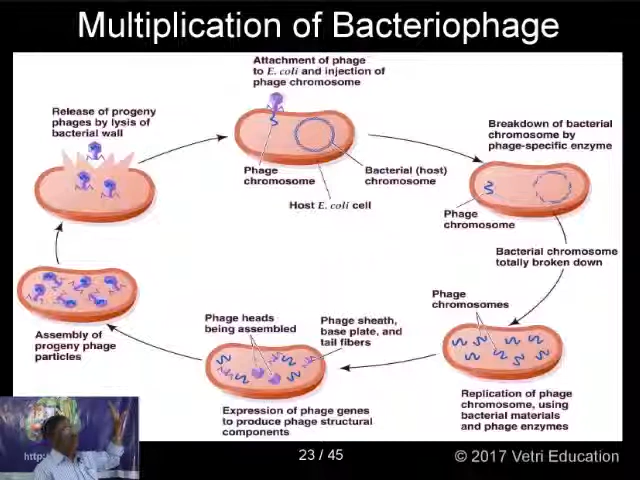 Multiplication of Bacteriophage
Attachment of phage
to E. coli and injection of
phage chromosome
Release of progeny
phages by lysis of
bacterial wall
Breakdown of bacterial
chromosome by
phage-specific enzyme
Phage
chromosome
Bacterial (host)
chromosome
Host E. coli cell
Phage
chromosome
Bacterial chromosome
totally broken down
Phage
chromosomes
Phage heads
being assembled
Phage sheath,
base plate, and
tail fibers
Assembly of
progeny phage
particles
Replication of phage
chromosome, using
bacterial materials
and phage enzymes
Expression of phage genes
to produce phage structural
components
http:
23 / 45
© 2017 Vetri Education